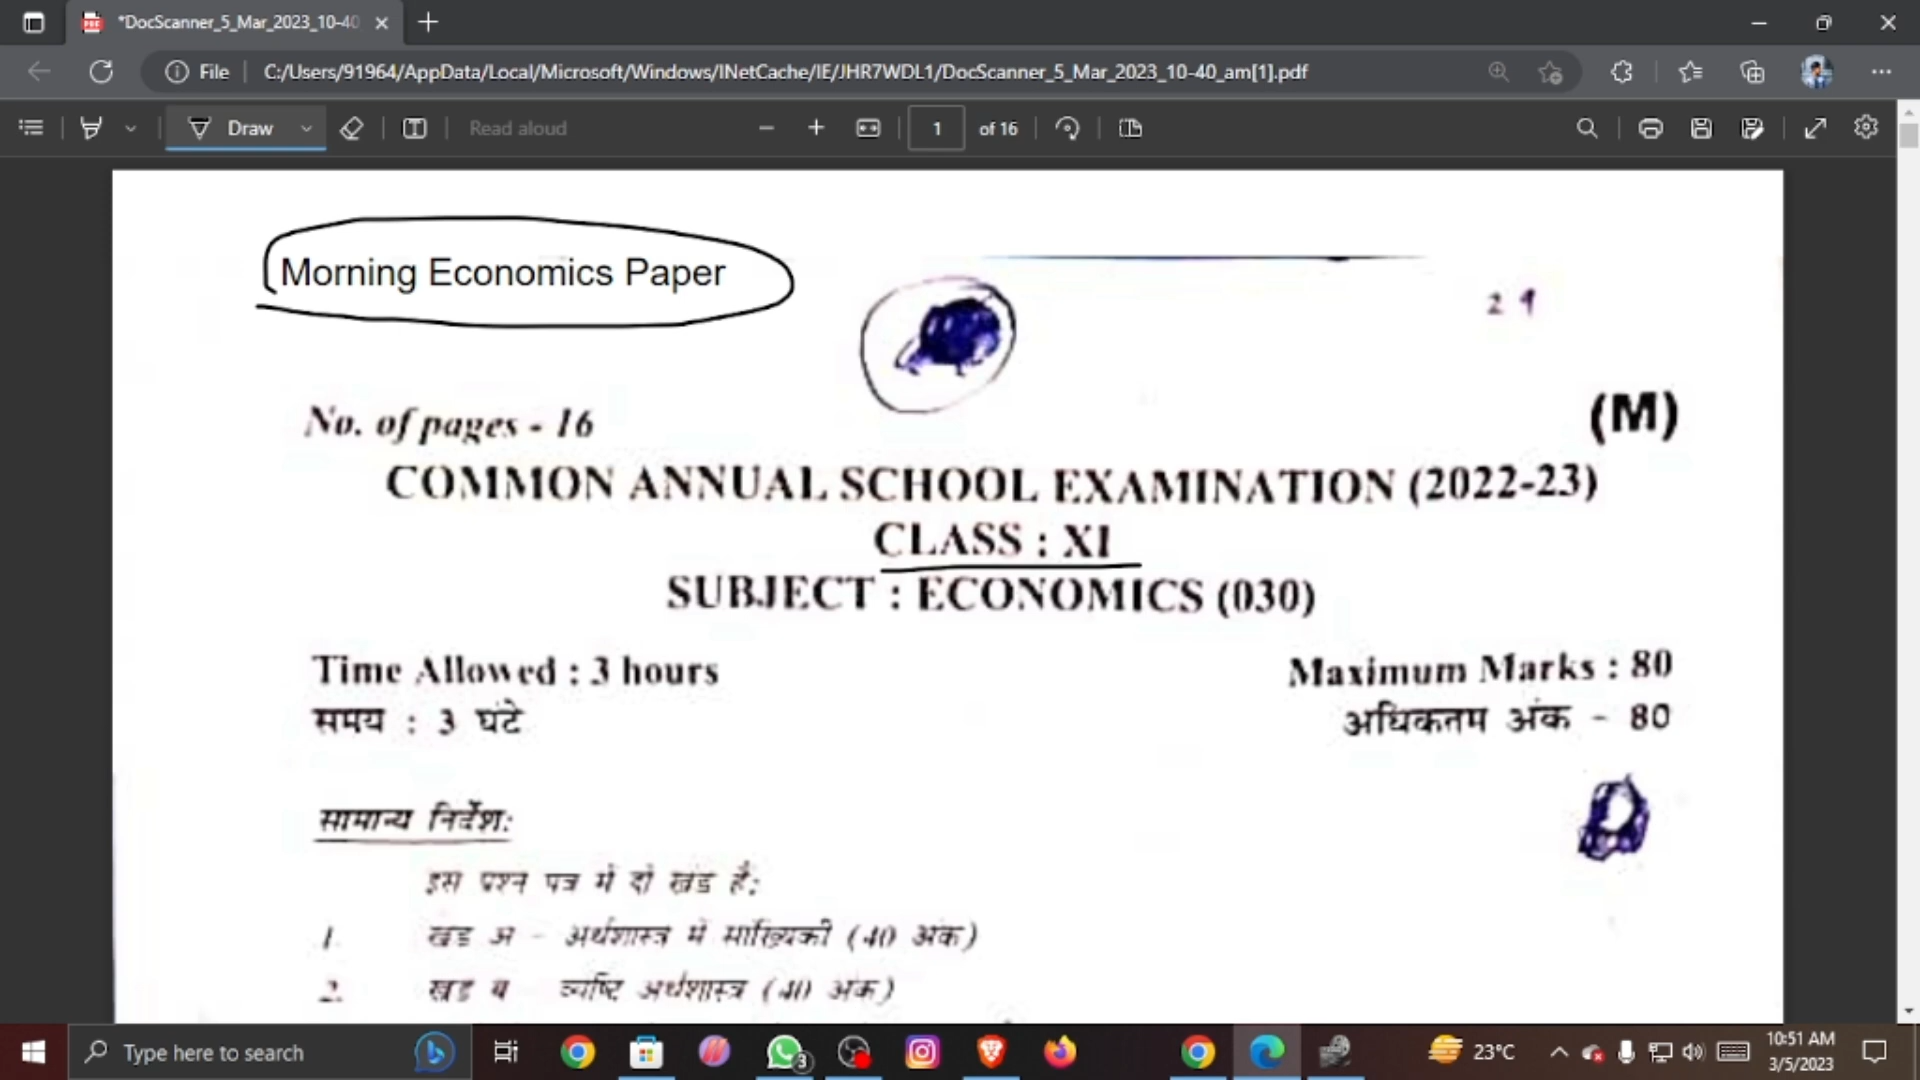 *DocScanner_5_Mar_2023_10-40
File
C:/Users/91964/AppData/Local/Microsoft/Windows/INetCache/IE/JHR7WDL1/DocScanner_5_Mar_2023_10-40_am[1].pdf
Draw
Read aloud
1 of 16
Morning Economics Paper
29
No. of pages - 16
(M)
COMMON ANNUAL SCHOOL EXAMINATION (2022-23)
CLASS : XI
SUBJECT : ECONOMICS (030)
Time Allowed : 3 hours
Maximum Marks : 80
समय : 3 घंटे
अधिकतम अंक - 80
सामान्य निर्देश:
इस प्रश्न पत्र में दो खंड हैं:
1. खंड अ - अर्थशास्त्र में सांख्यिकी (40 अंक)
2. खंड ब व्यष्टि अर्थशास्त्र (40 अंक)
Type here to search
3
23°C
10:51 AM
3/5/2023